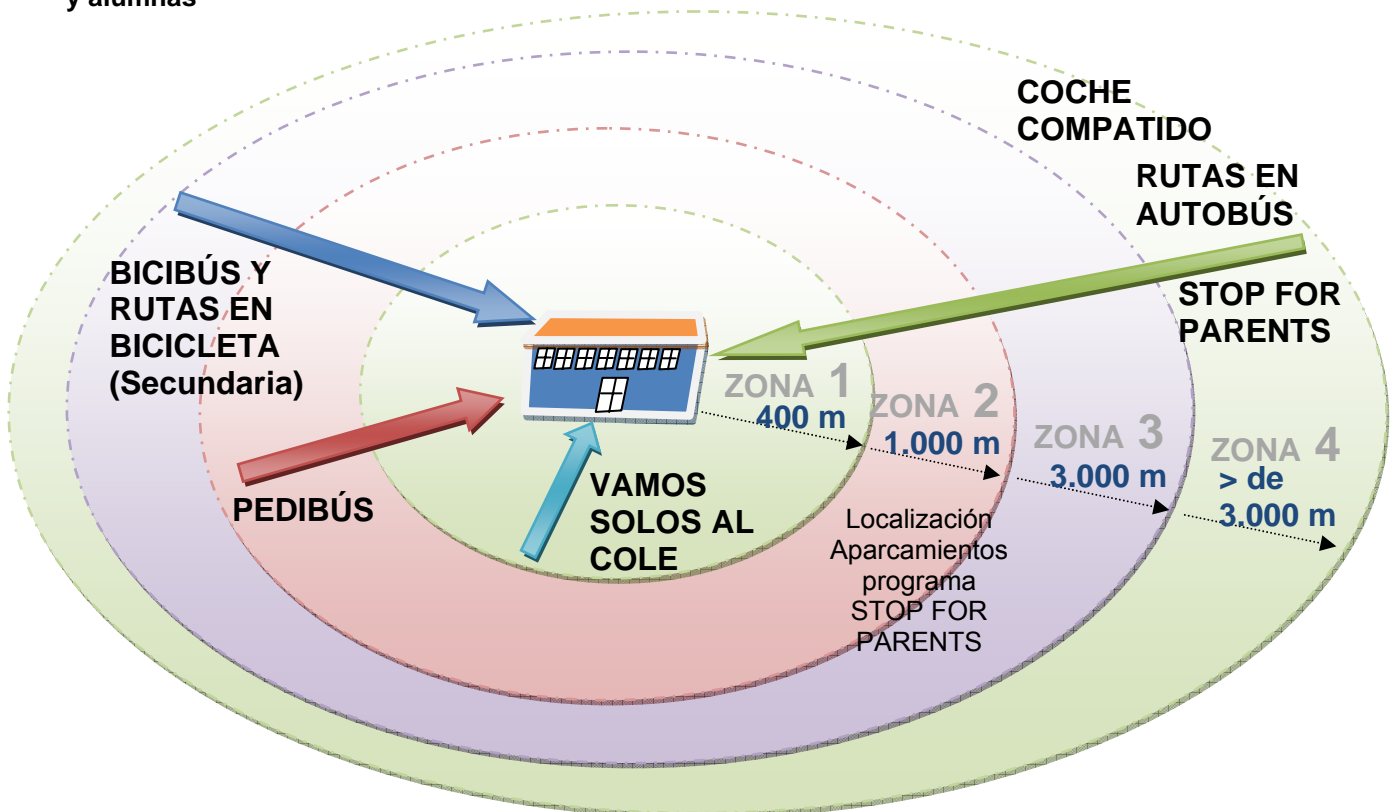 y alumnas
COCHE
COMPATIDO
RUTAS EN
AUTOBÚS
BICIBÚS Y
RUTAS EN
BICICLETA
(Secundaria)
STOP FOR
PARENTS
ZONA 1
400 m
ZONA 2
1.000 m
ZONA 3
3.000 m
ZONA 4
> de
3.000 m
PEDIBÚS
VAMOS
SOLOS AL
COLE
Localización
Aparcamientos
programa
STOP FOR
PARENTS